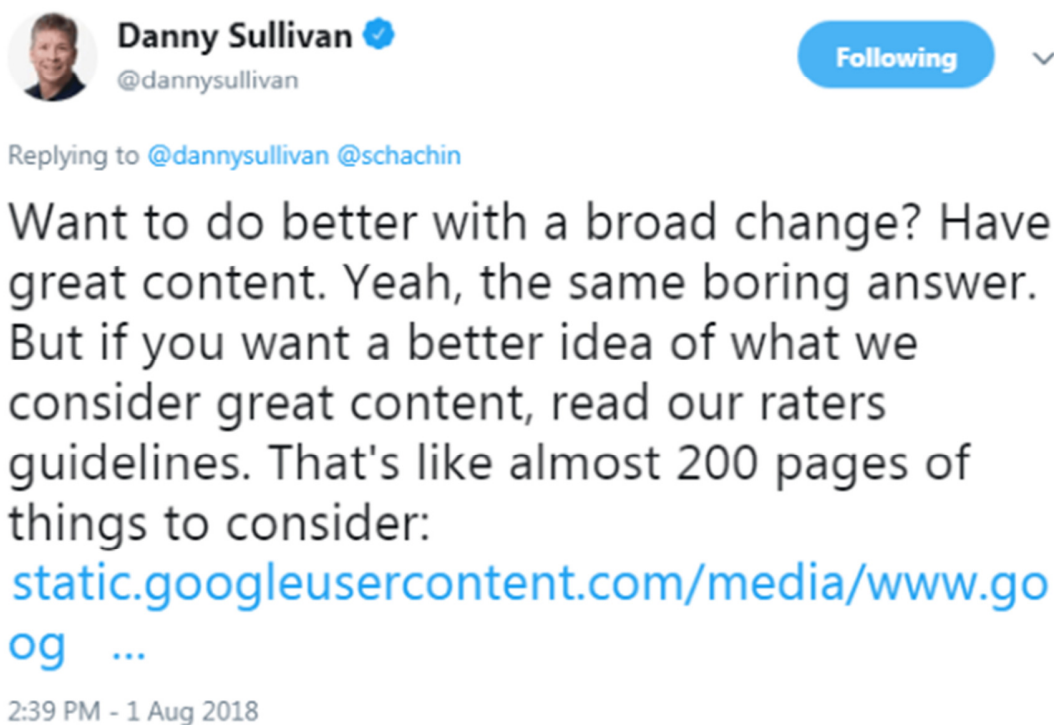 Danny Sullivan
@dannysullivan
Following
Replying to @dannysullivan @schachin
Want to do better with a broad change? Have
great content. Yeah, the same boring answer.
But if you want a better idea of what we
consider great content, read our raters
guidelines. That's like almost 200 pages of
things to consider:
static.googleusercontent.com/media/www.go
og ...
2:39 PM - 1 Aug 2018